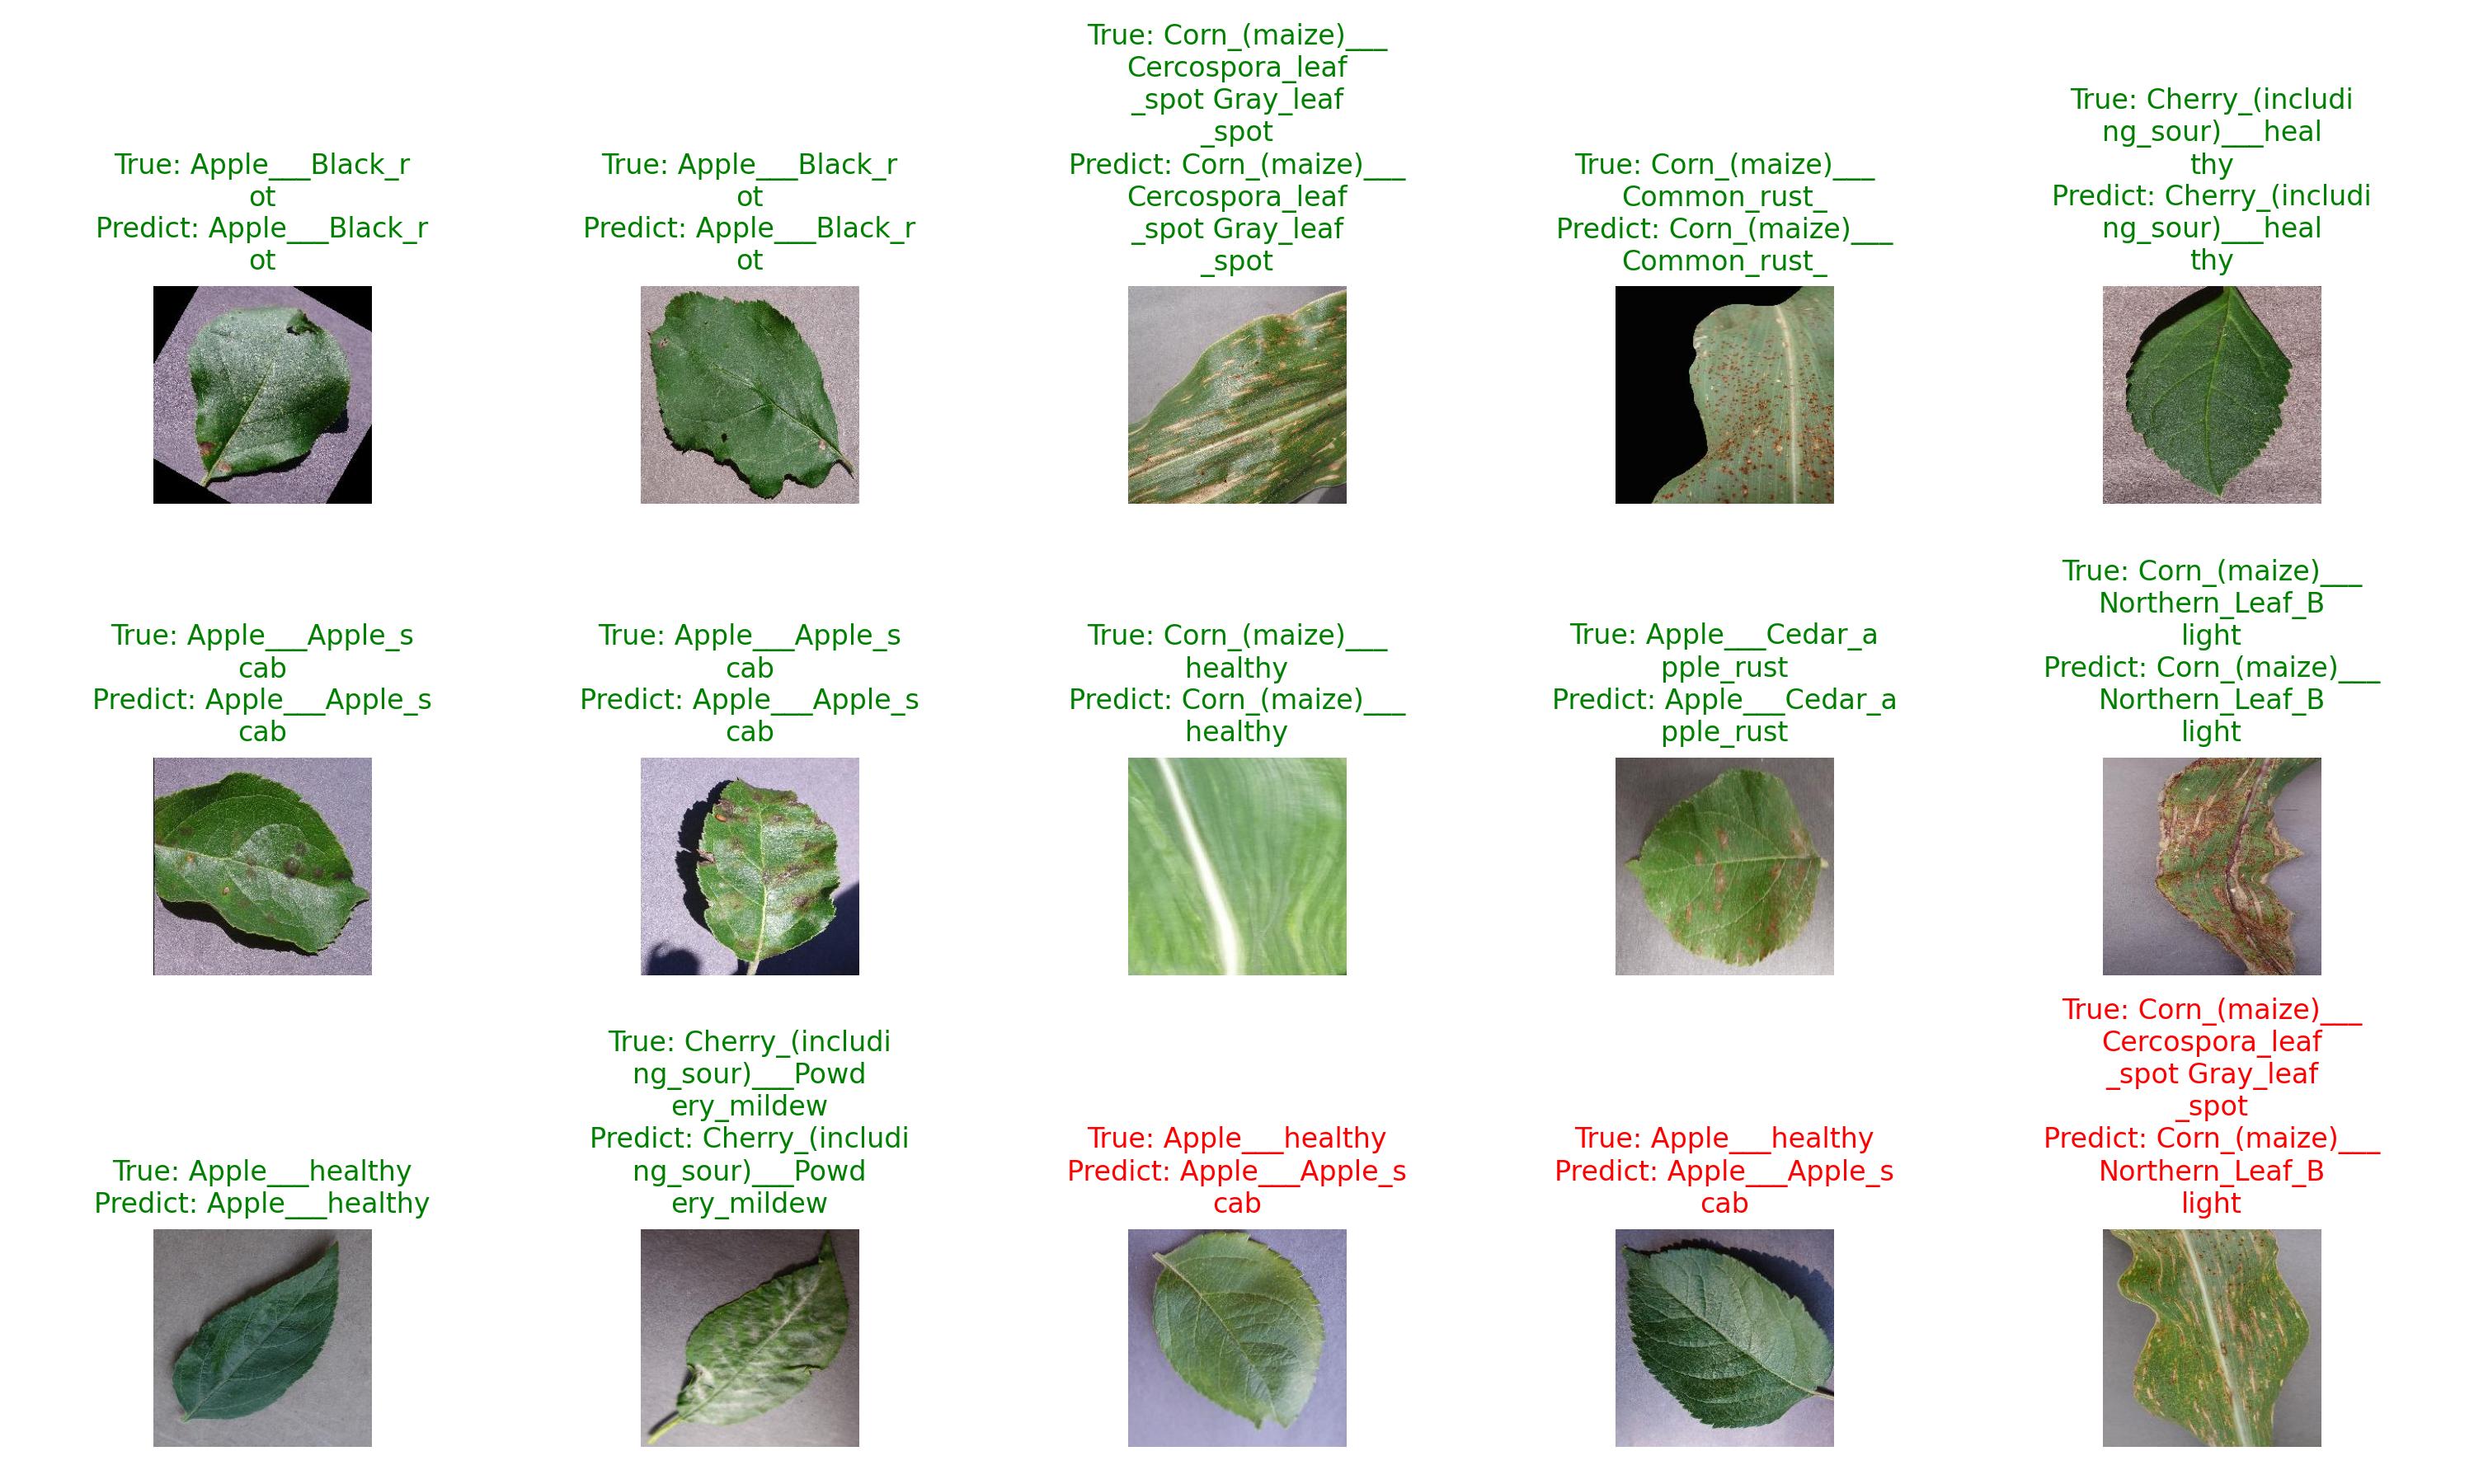 True: Apple___Black_r
ot
Predict: Apple___Black_r
ot
True: Apple___Black_r
ot
Predict: Apple___Black_r
ot
True: Corn_(maize)___
Cercospora_leaf
_spot Gray_leaf
_spot
Predict: Corn_(maize)___
Cercospora_leaf
_spot Gray_leaf
_spot
True: Corn_(maize)___
Common_rust_
Predict: Corn_(maize)___
Common_rust_
True: Cherry_(includi
ng_sour)___heal
thy
Predict: Cherry_(includi
ng_sour)___heal
thy
True: Apple___Apple_s
cab
Predict: Apple___Apple_s
cab
True: Apple___Apple_s
cab
Predict: Apple___Apple_s
cab
True: Corn_(maize)___
healthy
Predict: Corn_(maize)___
healthy
True: Apple___Cedar_a
pple_rust
Predict: Apple___Cedar_a
pple_rust
True: Corn_(maize)___
Northern_Leaf_B
light
Predict: Corn_(maize)___
Northern_Leaf_B
light
True: Apple___healthy
Predict: Apple___healthy
True: Cherry_(includi
ng_sour)___Powd
ery_mildew
Predict: Cherry_(includi
ng_sour)___Powd
ery_mildew
True: Apple___healthy
Predict: Apple___Apple_s
cab
True: Apple___healthy
Predict: Apple___Apple_s
cab
True: Corn_(maize)___
Cercospora_leaf
_spot Gray_leaf
_spot
Predict: Corn_(maize)___
Northern_Leaf_B
light